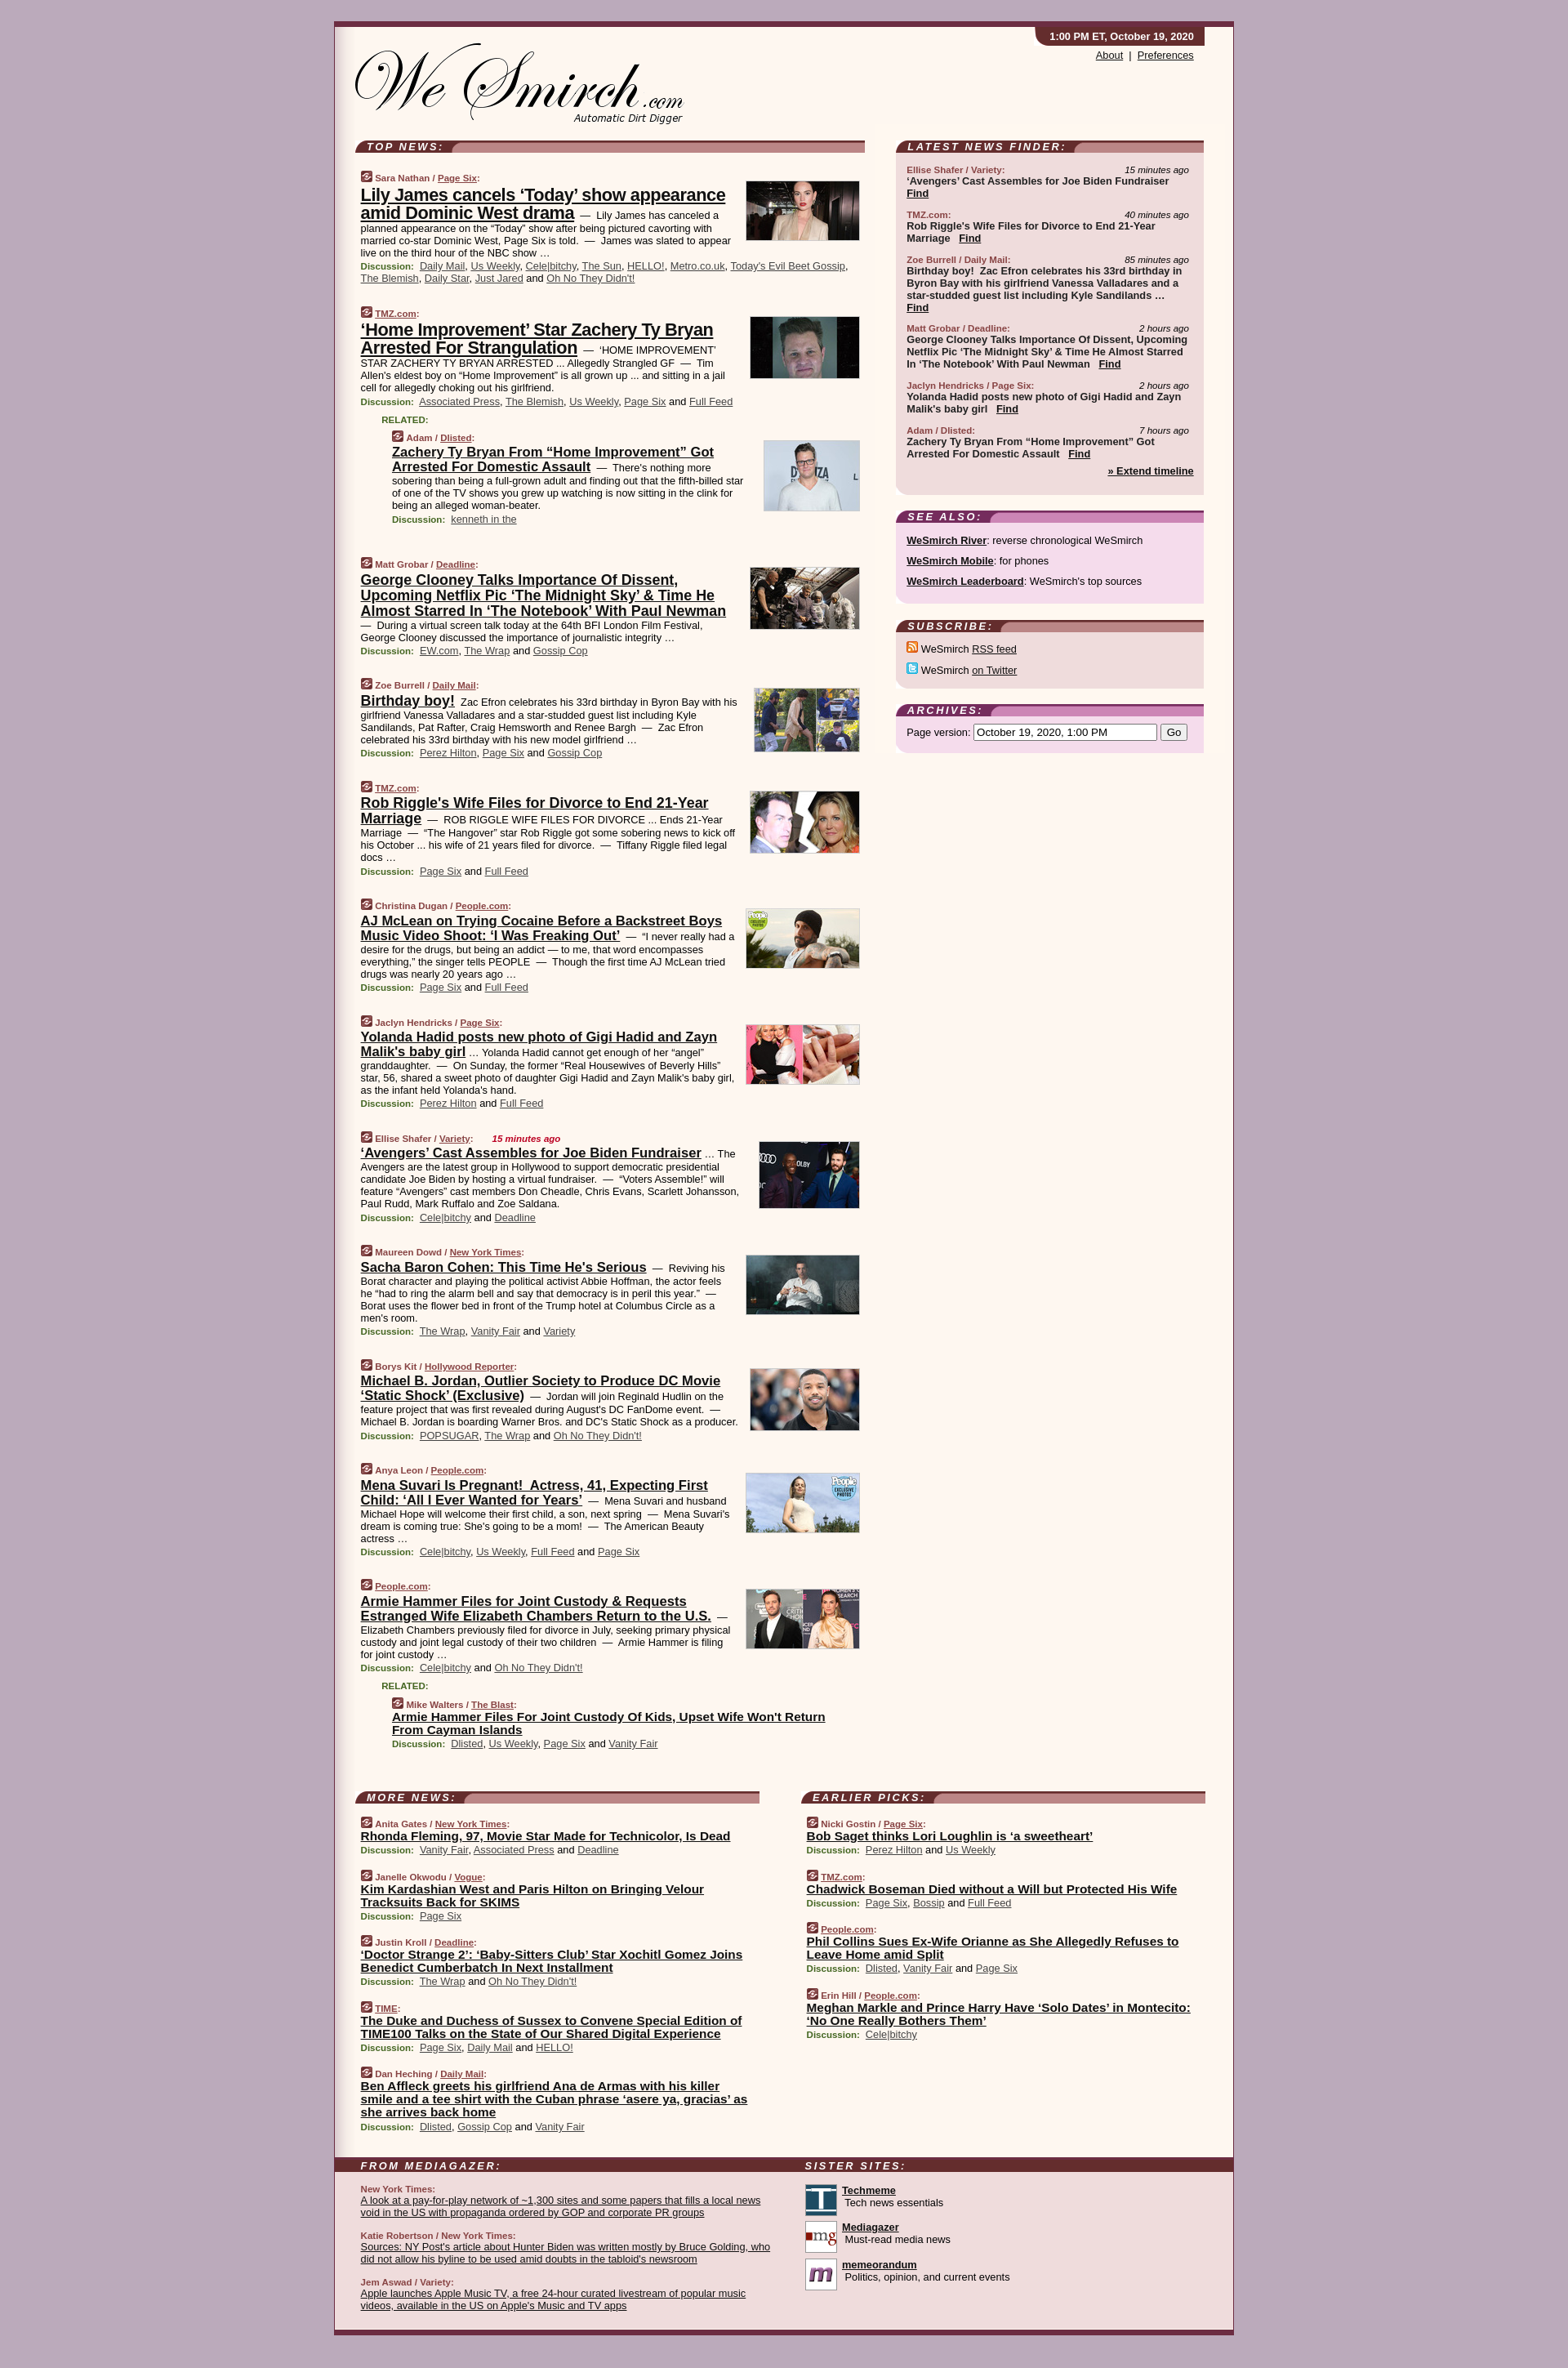 1:00 PM ET, October 19, 2020
About | Preferences
We Smirch.com
Automatic Dirt Digger
TOP NEWS:
Sara Nathan / Page Six:
Lily James cancels ‘Today’ show appearance
amid Dominic West drama — Lily James has canceled a
planned appearance on the “Today” show after being pictured cavorting with
married co-star Dominic West, Page Six is told. — James was slated to appear
live on the third hour of the NBC show …
Discussion: Daily Mail, Us Weekly, Cele|bitchy, The Sun, HELLO!, Metro.co.uk, Today's Evil Beet Gossip,
The Blemish, Daily Star, Just Jared and Oh No They Didn't!
TMZ.com:
‘Home Improvement’ Star Zachery Ty Bryan
Arrested For Strangulation — ‘HOME IMPROVEMENT’
STAR ZACHERY TY BRYAN ARRESTED ... Allegedly Strangled GF — Tim
Allen's eldest boy on “Home Improvement” is all grown up ... and sitting in a jail
cell for allegedly choking out his girlfriend.
Discussion: Associated Press, The Blemish, Us Weekly, Page Six and Full Feed
RELATED:
Adam / Dlisted:
Zachery Ty Bryan From “Home Improvement” Got
Arrested For Domestic Assault — There's nothing more
sobering than being a full-grown adult and finding out that the fifth-billed star
of one of the TV shows you grew up watching is now sitting in the clink for
being an alleged woman-beater.
Discussion: kenneth in the
Matt Grobar / Deadline:
George Clooney Talks Importance Of Dissent,
Upcoming Netflix Pic ‘The Midnight Sky’ & Time He
Almost Starred In ‘The Notebook’ With Paul Newman
— During a virtual screen talk today at the 64th BFI London Film Festival,
George Clooney discussed the importance of journalistic integrity …
Discussion: EW.com, The Wrap and Gossip Cop
Zoe Burrell / Daily Mail:
Birthday boy! Zac Efron celebrates his 33rd birthday in Byron Bay with his
girlfriend Vanessa Valladares and a star-studded guest list including Kyle
Sandilands, Pat Rafter, Craig Hemsworth and Renee Bargh — Zac Efron
celebrated his 33rd birthday with his new model girlfriend …
Discussion: Perez Hilton, Page Six and Gossip Cop
TMZ.com:
Rob Riggle's Wife Files for Divorce to End 21-Year
Marriage — ROB RIGGLE WIFE FILES FOR DIVORCE ... Ends 21-Year
Marriage — “The Hangover” star Rob Riggle got some sobering news to kick off
his October ... his wife of 21 years filed for divorce. — Tiffany Riggle filed legal
docs …
Discussion: Page Six and Full Feed
Christina Dugan / People.com:
AJ McLean on Trying Cocaine Before a Backstreet Boys
Music Video Shoot: ‘I Was Freaking Out’ — “I never really had a
desire for the drugs, but being an addict — to me, that word encompasses
everything,” the singer tells PEOPLE — Though the first time AJ McLean tried
drugs was nearly 20 years ago …
Discussion: Page Six and Full Feed
Jaclyn Hendricks / Page Six:
Yolanda Hadid posts new photo of Gigi Hadid and Zayn
Malik's baby girl … Yolanda Hadid cannot get enough of her “angel”
granddaughter. — On Sunday, the former “Real Housewives of Beverly Hills”
star, 56, shared a sweet photo of daughter Gigi Hadid and Zayn Malik's baby girl,
as the infant held Yolanda's hand.
Discussion: Perez Hilton and Full Feed
Ellise Shafer / Variety: 15 minutes ago
‘Avengers’ Cast Assembles for Joe Biden Fundraiser … The
Avengers are the latest group in Hollywood to support democratic presidential
candidate Joe Biden by hosting a virtual fundraiser. — “Voters Assemble!” will
feature “Avengers” cast members Don Cheadle, Chris Evans, Scarlett Johansson,
Paul Rudd, Mark Ruffalo and Zoe Saldana.
Discussion: Cele|bitchy and Deadline
Maureen Dowd / New York Times:
Sacha Baron Cohen: This Time He's Serious — Reviving his
Borat character and playing the political activist Abbie Hoffman, the actor feels
he “had to ring the alarm bell and say that democracy is in peril this year.” —
Borat uses the flower bed in front of the Trump hotel at Columbus Circle as a
men's room.
Discussion: The Wrap, Vanity Fair and Variety
Borys Kit / Hollywood Reporter:
Michael B. Jordan, Outlier Society to Produce DC Movie
‘Static Shock’ (Exclusive) — Jordan will join Reginald Hudlin on the
feature project that was first revealed during August's DC FanDome event. —
Michael B. Jordan is boarding Warner Bros. and DC's Static Shock as a producer.
Discussion: POPSUGAR, The Wrap and Oh No They Didn't!
Anya Leon / People.com:
Mena Suvari Is Pregnant! Actress, 41, Expecting First
Child: ‘All I Ever Wanted for Years’ — Mena Suvari and husband
Michael Hope will welcome their first child, a son, next spring — Mena Suvari's
dream is coming true: She's going to be a mom! — The American Beauty
actress …
Discussion: Cele|bitchy, Us Weekly, Full Feed and Page Six
People.com:
Armie Hammer Files for Joint Custody & Requests
Estranged Wife Elizabeth Chambers Return to the U.S. —
Elizabeth Chambers previously filed for divorce in July, seeking primary physical
custody and joint legal custody of their two children — Armie Hammer is filing
for joint custody …
Discussion: Cele|bitchy and Oh No They Didn't!
RELATED:
Mike Walters / The Blast:
Armie Hammer Files For Joint Custody Of Kids, Upset Wife Won't Return
From Cayman Islands
Discussion: Dlisted, Us Weekly, Page Six and Vanity Fair
LATEST NEWS FINDER:
Ellise Shafer / Variety: 15 minutes ago
‘Avengers’ Cast Assembles for Joe Biden Fundraiser
Find
TMZ.com: 40 minutes ago
Rob Riggle's Wife Files for Divorce to End 21-Year
Marriage Find
Zoe Burrell / Daily Mail: 85 minutes ago
Birthday boy! Zac Efron celebrates his 33rd birthday in
Byron Bay with his girlfriend Vanessa Valladares and a
star-studded guest list including Kyle Sandilands …
Find
Matt Grobar / Deadline: 2 hours ago
George Clooney Talks Importance Of Dissent, Upcoming
Netflix Pic ‘The Midnight Sky’ & Time He Almost Starred
In ‘The Notebook’ With Paul Newman Find
Jaclyn Hendricks / Page Six: 2 hours ago
Yolanda Hadid posts new photo of Gigi Hadid and Zayn
Malik's baby girl Find
Adam / Dlisted: 7 hours ago
Zachery Ty Bryan From “Home Improvement” Got
Arrested For Domestic Assault Find
» Extend timeline
SEE ALSO:
WeSmirch River: reverse chronological WeSmirch
WeSmirch Mobile: for phones
WeSmirch Leaderboard: WeSmirch's top sources
SUBSCRIBE:
WeSmirch RSS feed
WeSmirch on Twitter
ARCHIVES:
Page version: October 19, 2020, 1:00 PM Go
MORE NEWS:
Anita Gates / New York Times:
Rhonda Fleming, 97, Movie Star Made for Technicolor, Is Dead
Discussion: Vanity Fair, Associated Press and Deadline
Janelle Okwodu / Vogue:
Kim Kardashian West and Paris Hilton on Bringing Velour
Tracksuits Back for SKIMS
Discussion: Page Six
Justin Kroll / Deadline:
‘Doctor Strange 2’: ‘Baby-Sitters Club’ Star Xochitl Gomez Joins
Benedict Cumberbatch In Next Installment
Discussion: The Wrap and Oh No They Didn't!
TIME:
The Duke and Duchess of Sussex to Convene Special Edition of
TIME100 Talks on the State of Our Shared Digital Experience
Discussion: Page Six, Daily Mail and HELLO!
Dan Heching / Daily Mail:
Ben Affleck greets his girlfriend Ana de Armas with his killer
smile and a tee shirt with the Cuban phrase ‘asere ya, gracias’ as
she arrives back home
Discussion: Dlisted, Gossip Cop and Vanity Fair
EARLIER PICKS:
Nicki Gostin / Page Six:
Bob Saget thinks Lori Loughlin is ‘a sweetheart’
Discussion: Perez Hilton and Us Weekly
TMZ.com:
Chadwick Boseman Died without a Will but Protected His Wife
Discussion: Page Six, Bossip and Full Feed
People.com:
Phil Collins Sues Ex-Wife Orianne as She Allegedly Refuses to
Leave Home amid Split
Discussion: Dlisted, Vanity Fair and Page Six
Erin Hill / People.com:
Meghan Markle and Prince Harry Have ‘Solo Dates’ in Montecito:
‘No One Really Bothers Them’
Discussion: Cele|bitchy
FROM MEDIAGAZER:
New York Times:
A look at a pay-for-play network of ~1,300 sites and some papers that fills a local news
void in the US with propaganda ordered by GOP and corporate PR groups
Katie Robertson / New York Times:
Sources: NY Post's article about Hunter Biden was written mostly by Bruce Golding, who
did not allow his byline to be used amid doubts in the tabloid's newsroom
Jem Aswad / Variety:
Apple launches Apple Music TV, a free 24-hour curated livestream of popular music
videos, available in the US on Apple's Music and TV apps
SISTER SITES:
Techmeme
Tech news essentials
mg Mediagazer
Must-read media news
m memeorandum
Politics, opinion, and current events